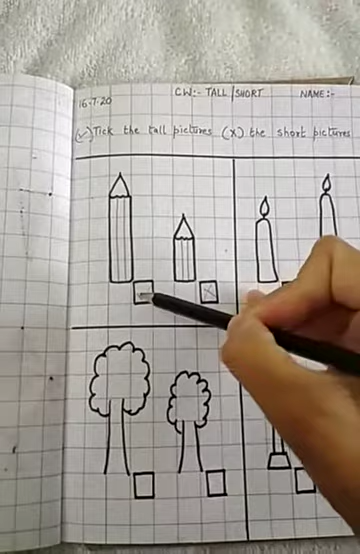 16.7.20 CW:- TALL/SHORT NAME:-
(✓)Tick the tall pictures (x) the short pictures